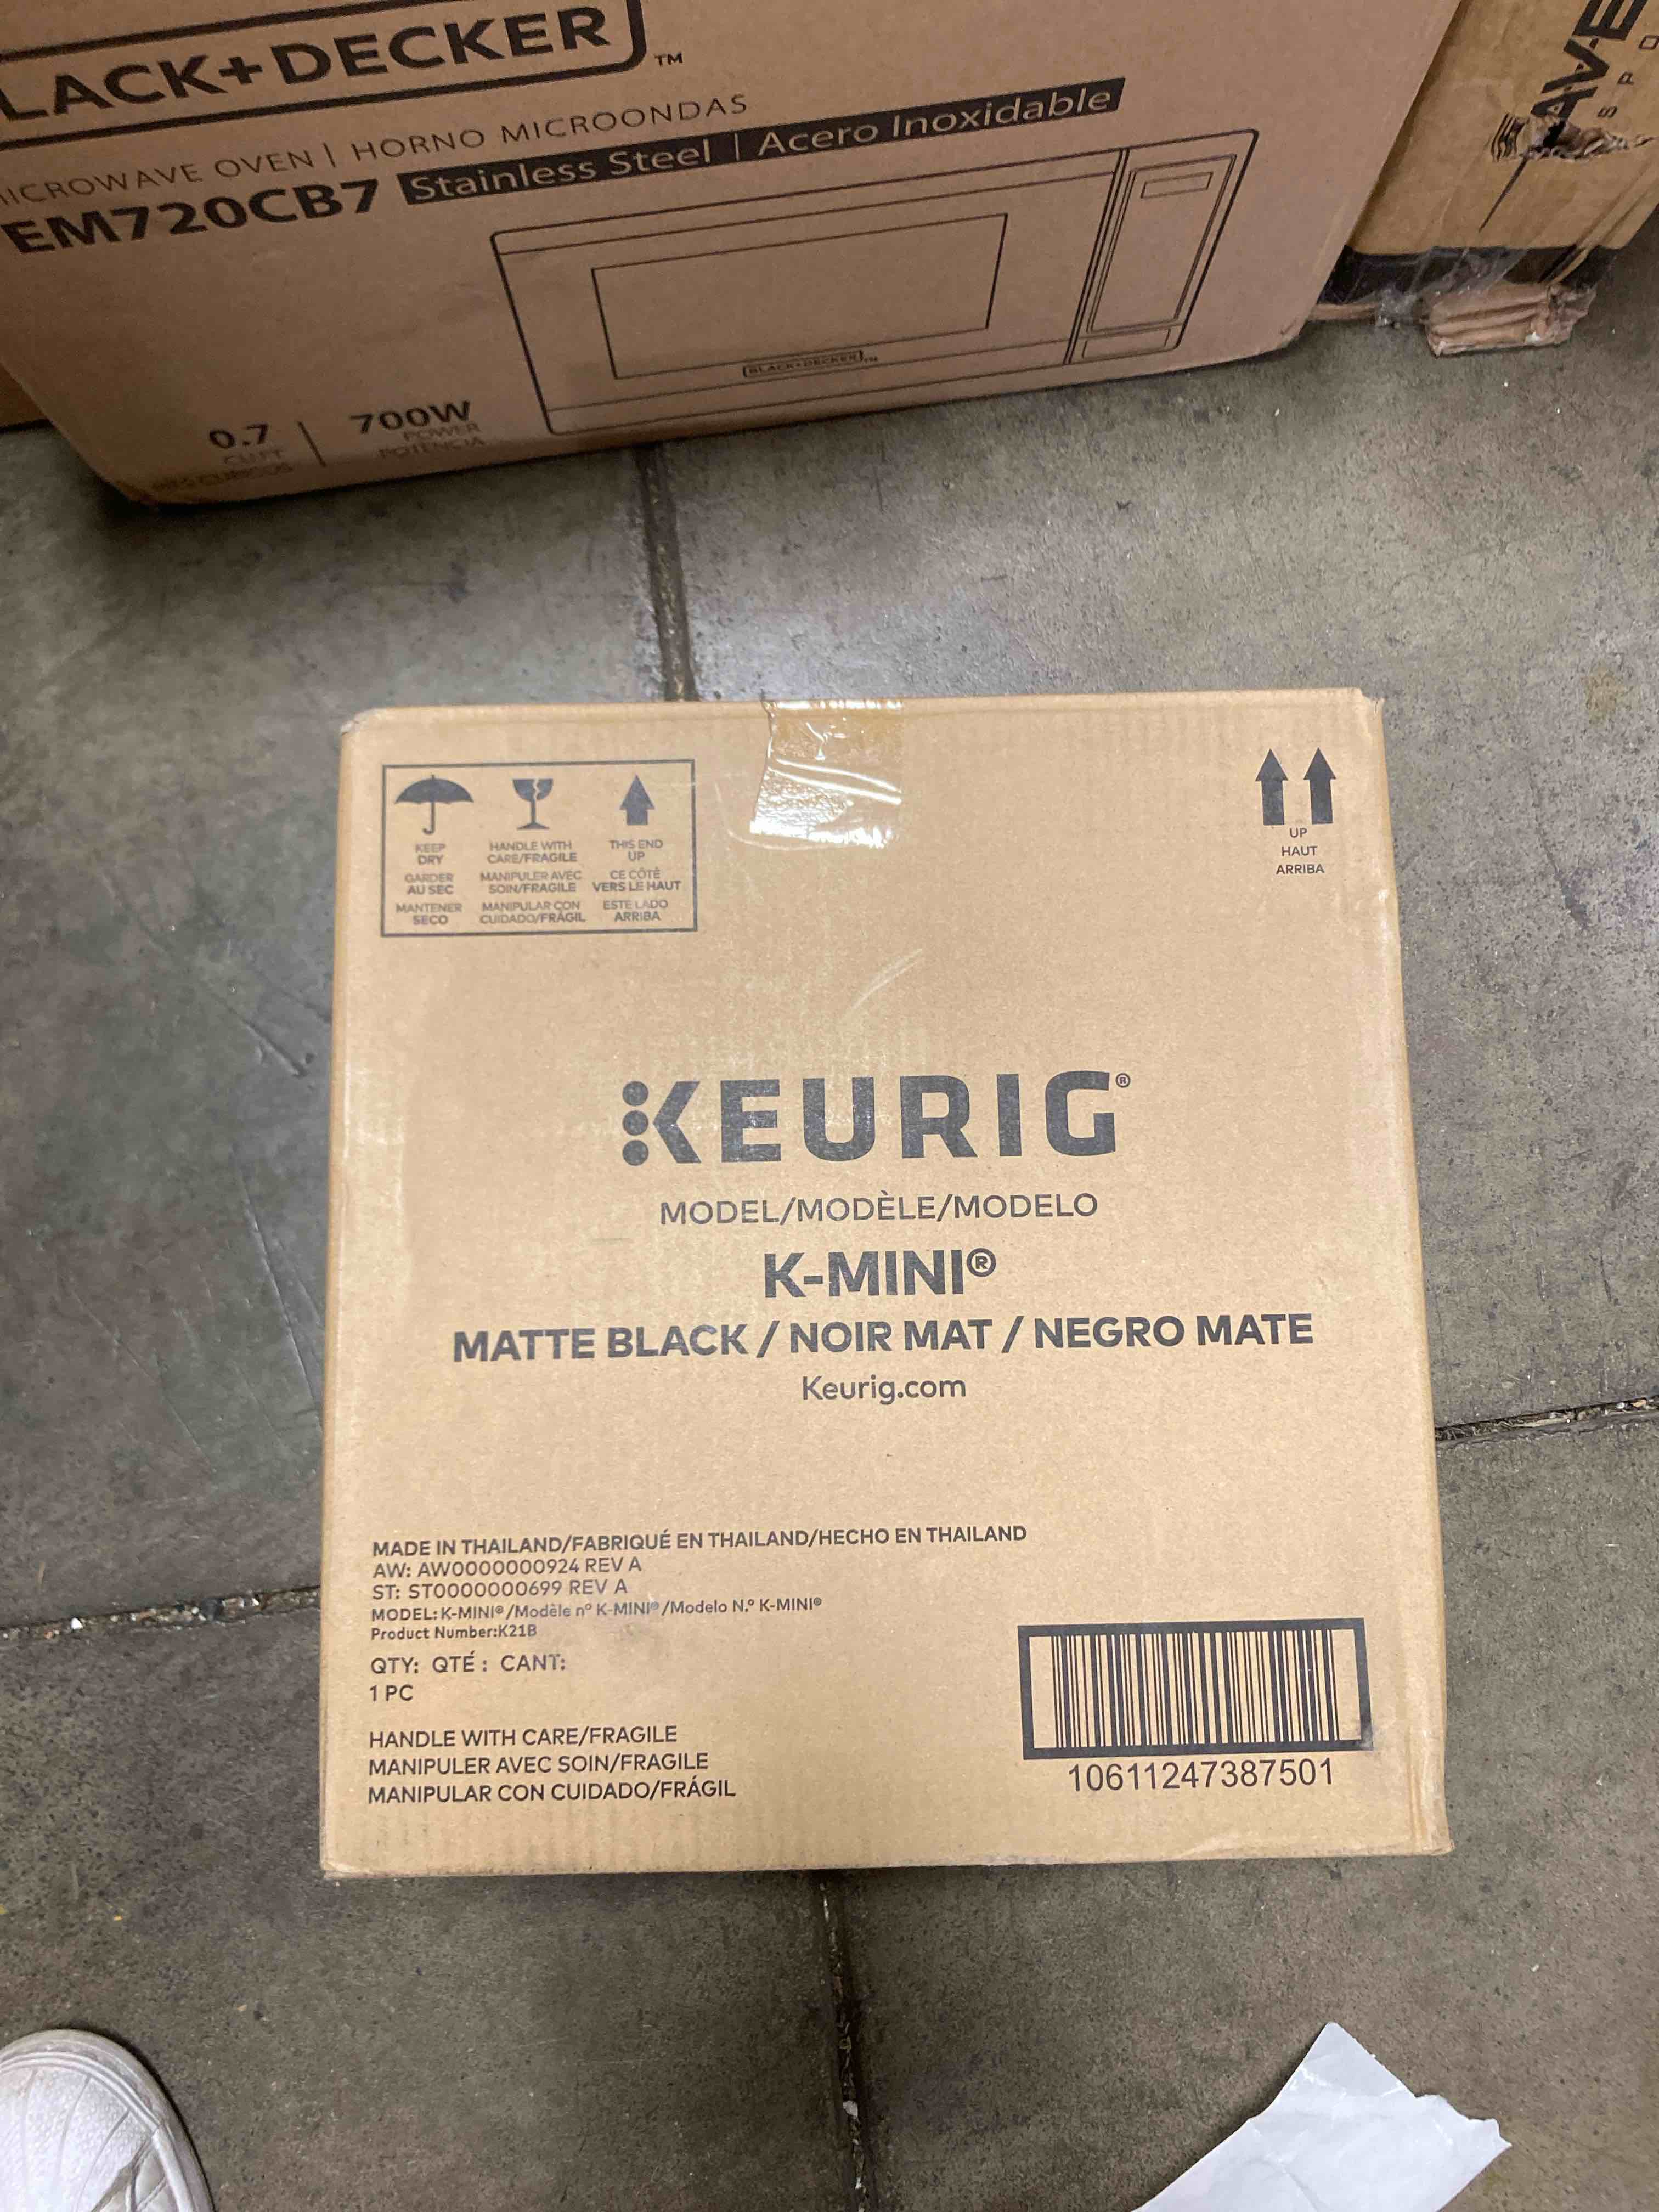 LACK+DECKER™
MICROWAVE OVEN | HORNO MICROONDAS
EM720CB7 Stainless Steel | Acero Inoxidable
BLACK+DECKER™
0.7 | 700W
CU.FT POWER
POTENCIA
AVE
S P O
KEEP DRY
GARDER AU SEC
MANTENER SECO
HANDLE WITH CARE/FRAGILE
MANIPULER AVEC SOIN/FRAGILE
MANIPULAR CON CUIDADO/FRÁGIL
THIS END UP
CE CÔTÉ VERS LE HAUT
ESTE LADO ARRIBA
UP
HAUT
ARRIBA
KEURIG®
MODEL/MODÈLE/MODELO
K-MINI®
MATTE BLACK / NOIR MAT / NEGRO MATE
Keurig.com
MADE IN THAILAND/FABRIQUÉ EN THAILAND/HECHO EN THAILAND
AW: AW0000000924 REV A
ST: ST0000000699 REV A
MODEL: K-MINI®/Modèle nº K-MINI®/Modelo N.º K-MINI®
Product Number:K21B
QTY: QTÉ : CANT:
1 PC
HANDLE WITH CARE/FRAGILE
MANIPULER AVEC SOIN/FRAGILE
MANIPULAR CON CUIDADO/FRÁGIL
10611247387501